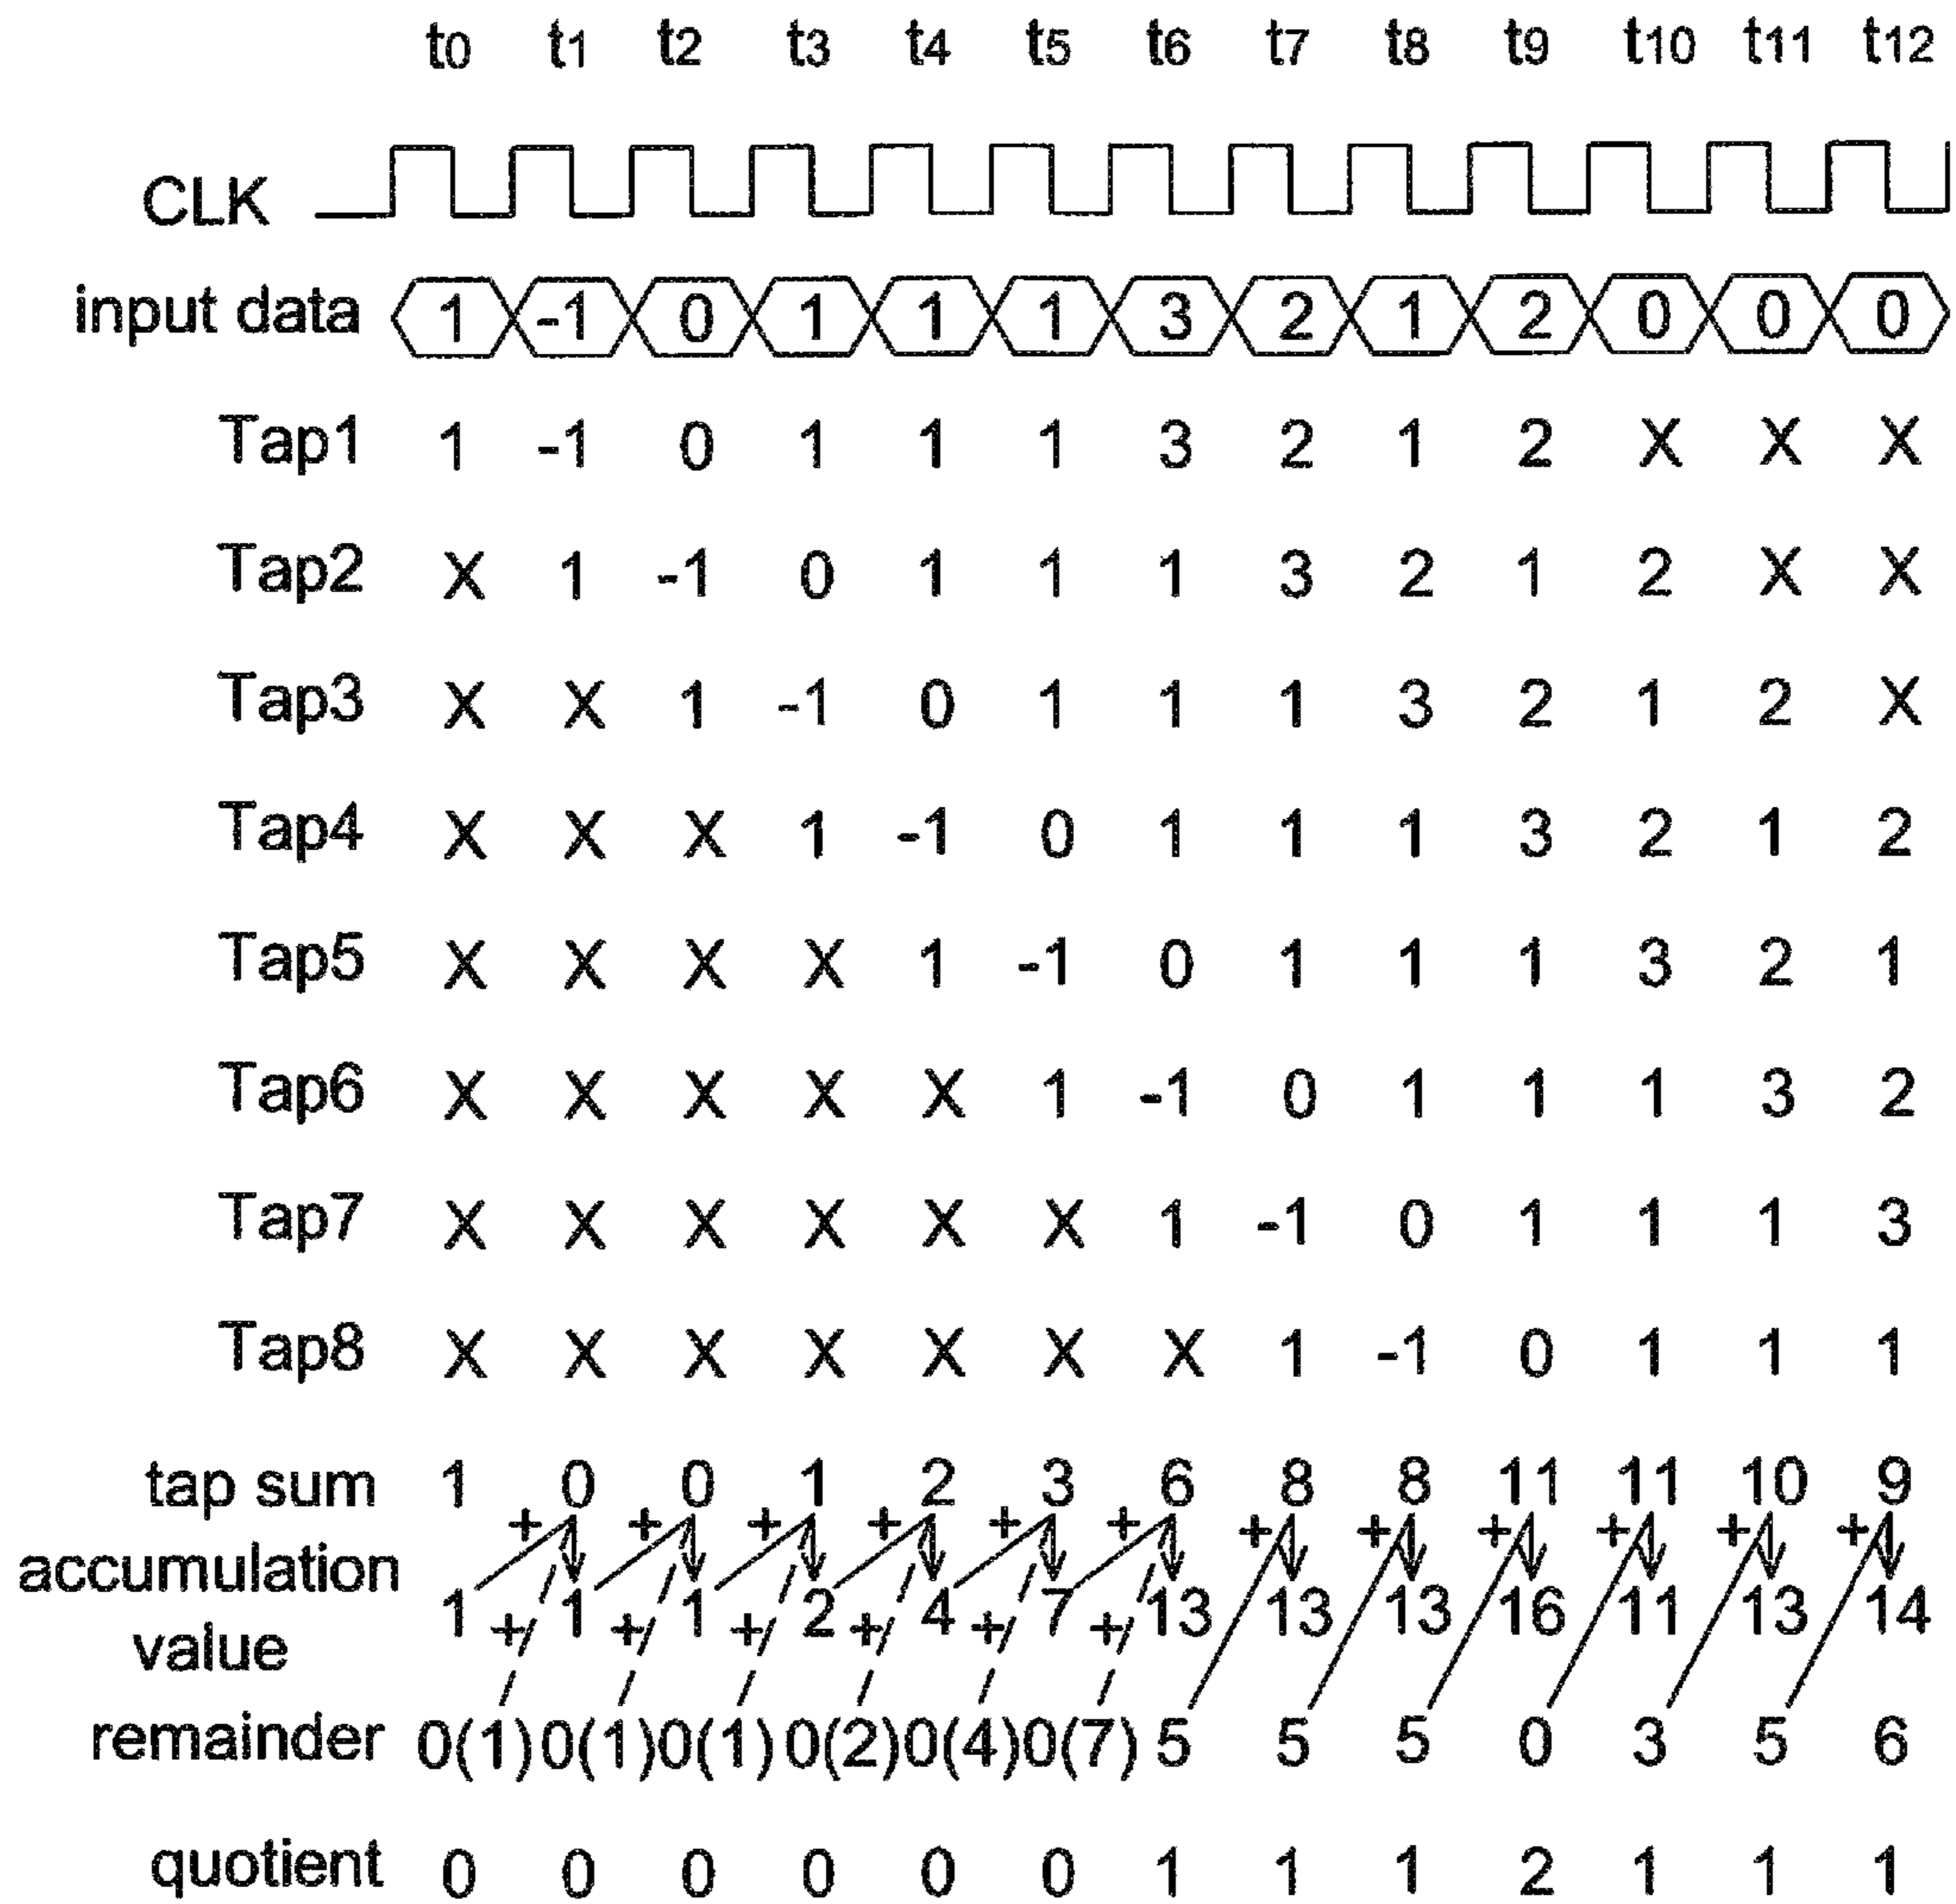 t0 t1 t2 t3 t4 t5 t6 t7 t8 t9 t10 t11 t12
CLK
input data 1 -1 0 1 1 1 3 2 1 2 0 0 0
Tap1 1 -1 0 1 1 1 3 2 1 2 X X X
Tap2 X 1 -1 0 1 1 1 3 2 1 2 X X
Tap3 X X 1 -1 0 1 1 1 3 2 1 2 X
Tap4 X X X 1 -1 0 1 1 1 3 2 1 2
Tap5 X X X X 1 -1 0 1 1 1 3 2 1
Tap6 X X X X X 1 -1 0 1 1 1 3 2
Tap7 X X X X X X 1 -1 0 1 1 1 3
Tap8 X X X X X X X 1 -1 0 1 1 1
tap sum 1 0 0 1 2 3 6 8 8 11 11 10 9
+ + + + + + + + + + + +
accumulation
value 1 1 1 2 4 7 13 13 13 16 11 13 14
+ + + + + +
remainder 0(1) 0(1) 0(1) 0(2) 0(4) 0(7) 5 5 5 0 3 5 6
quotient 0 0 0 0 0 0 1 1 1 2 1 1 1